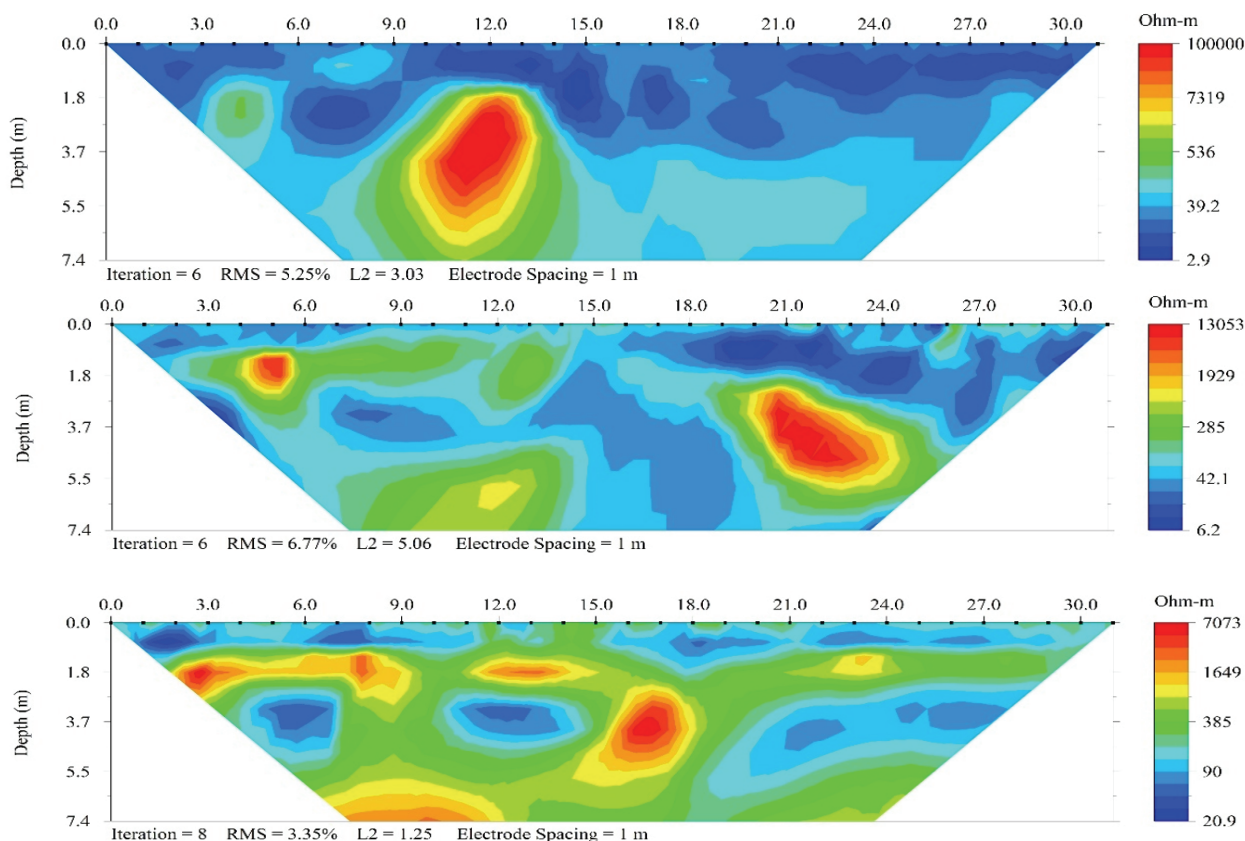 0.0 3.0 6.0 9.0 12.0 15.0 18.0 21.0 24.0 27.0 30.0 Ohm-m
0.0 100000
1.8 7319
Depth (m)
3.7 536
5.5 39.2
7.4 2.9
Iteration = 6 RMS = 5.25% L2 = 3.03 Electrode Spacing = 1 m
0.0 3.0 6.0 9.0 12.0 15.0 18.0 21.0 24.0 27.0 30.0 Ohm-m
0.0 13053
1.8 1929
Depth (m)
3.7 285
5.5 42.1
7.4 6.2
Iteration = 6 RMS = 6.77% L2 = 5.06 Electrode Spacing = 1 m
0.0 3.0 6.0 9.0 12.0 15.0 18.0 21.0 24.0 27.0 30.0 Ohm-m
0.0 7073
1.8 1649
Depth (m)
3.7 385
5.5 90
7.4 20.9
Iteration = 8 RMS = 3.35% L2 = 1.25 Electrode Spacing = 1 m